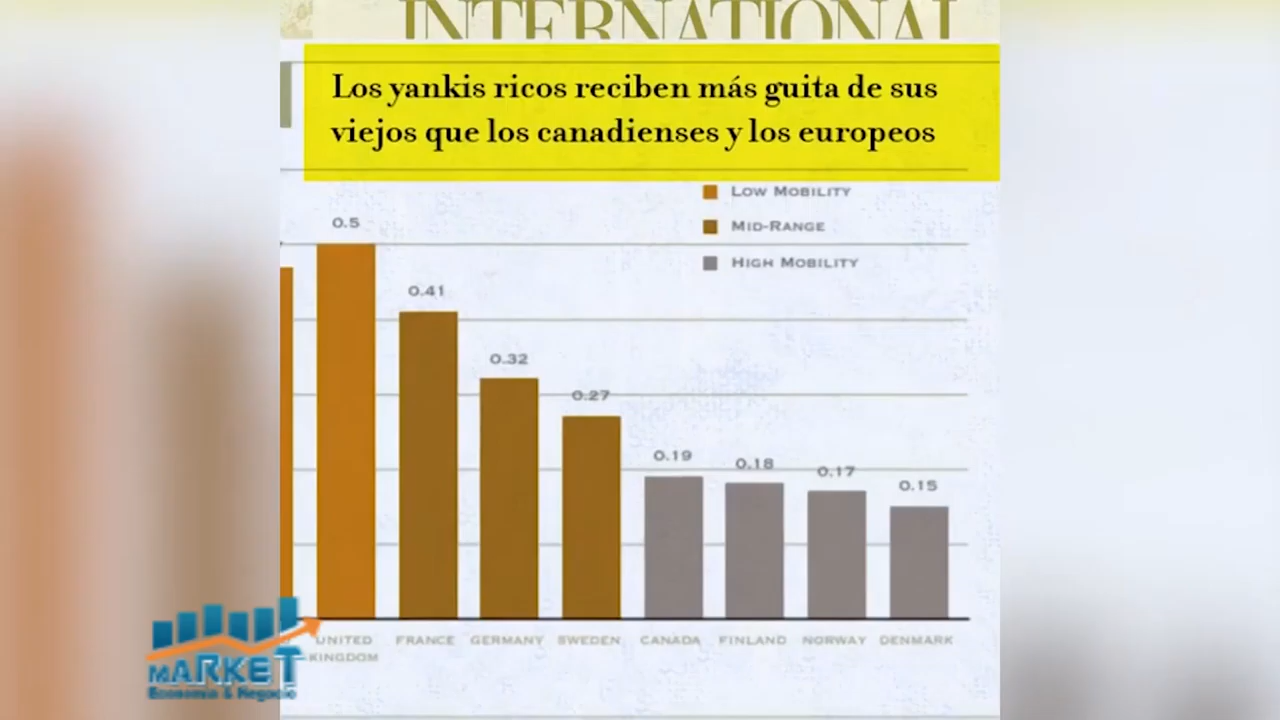 INTERNATIONAL
Los yankis ricos reciben más guita de sus
viejos que los canadienses y los europeos
LOW MOBILITY
MID-RANGE
HIGH MOBILITY
0.5
0.41
0.32
0.27
0.19
0.18
0.17
0.15
UNITED
KINGDOM
FRANCE
GERMANY
SWEDEN
CANADA
FINLAND
NORWAY
DENMARK
MARKET
Economía & Negocio